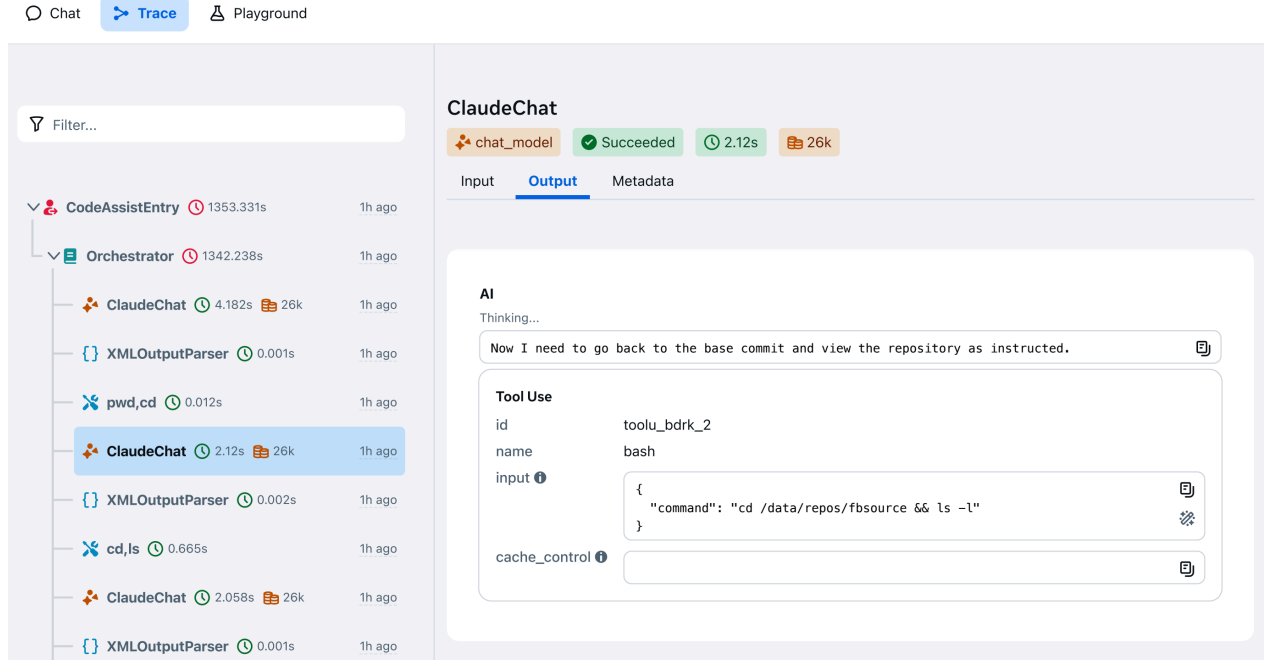 Chat Trace Playground
Filter...
CodeAssistEntry 1353.331s 1h ago
Orchestrator 1342.238s 1h ago
ClaudeChat 4.182s 26k 1h ago
{} XMLOutputParser 0.001s 1h ago
pwd,cd 0.012s 1h ago
ClaudeChat 2.12s 26k 1h ago
{} XMLOutputParser 0.002s 1h ago
cd,ls 0.665s 1h ago
ClaudeChat 2.058s 26k 1h ago
{} XMLOutputParser 0.001s 1h ago
ClaudeChat
chat_model Succeeded 2.12s 26k
Input Output Metadata
AI
Thinking...
Now I need to go back to the base commit and view the repository as instructed.
Tool Use
id toolu_bdrk_2
name bash
input
{
"command": "cd /data/repos/fbsource && ls -l"
}
cache_control